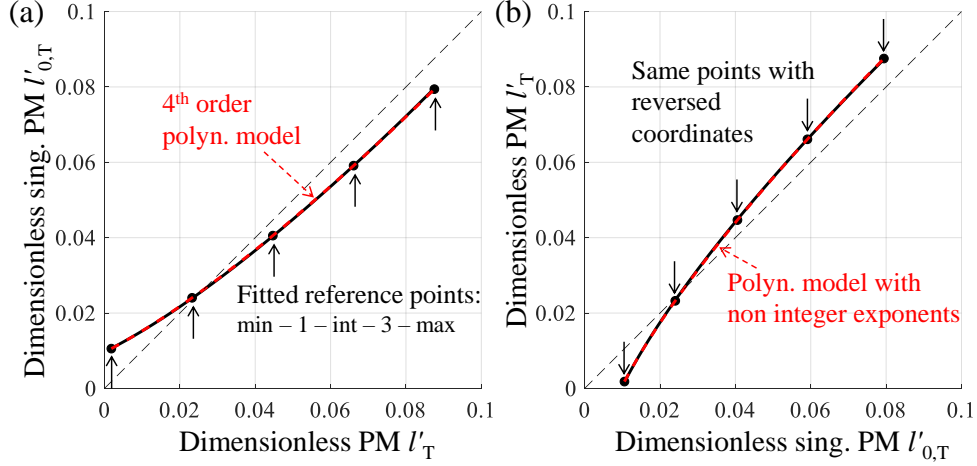 (a)
Dimensionless sing. PM l′0,T
0.1
0.08
0.06
0.04
0.02
0
4th order
polyn. model
Fitted reference points:
min – 1 – int – 3 – max
0
0.02
0.04
0.06
0.08
0.1
Dimensionless PM l′T
(b)
Dimensionless PM l′T
0.1
0.08
0.06
0.04
0.02
0
Same points with
reversed
coordinates
Polyn. model with
non integer exponents
0
0.02
0.04
0.06
0.08
0.1
Dimensionless sing. PM l′0,T